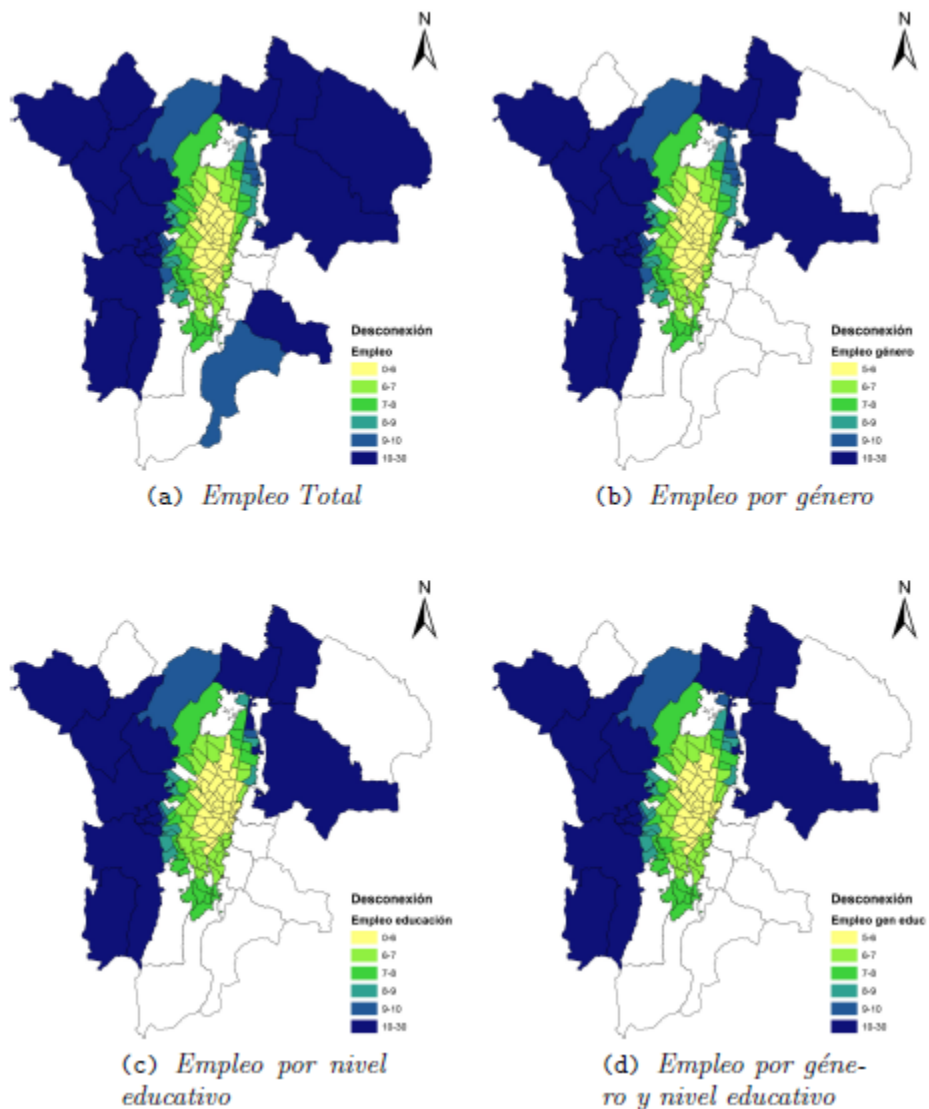 N
N
Desconexión
Empleo
0-6
6-7
7-8
8-9
9-10
10-30
Desconexión
Empleo género
5-6
6-7
7-8
8-9
9-10
10-30
(a) Empleo Total
(b) Empleo por género
N
N
Desconexión
Empleo educación
0-6
6-7
7-8
8-9
9-10
10-30
Desconexión
Empleo gen educ
5-6
6-7
7-8
8-9
9-10
10-30
(c) Empleo por nivel
educativo
(d) Empleo por géne-
ro y nivel educativo